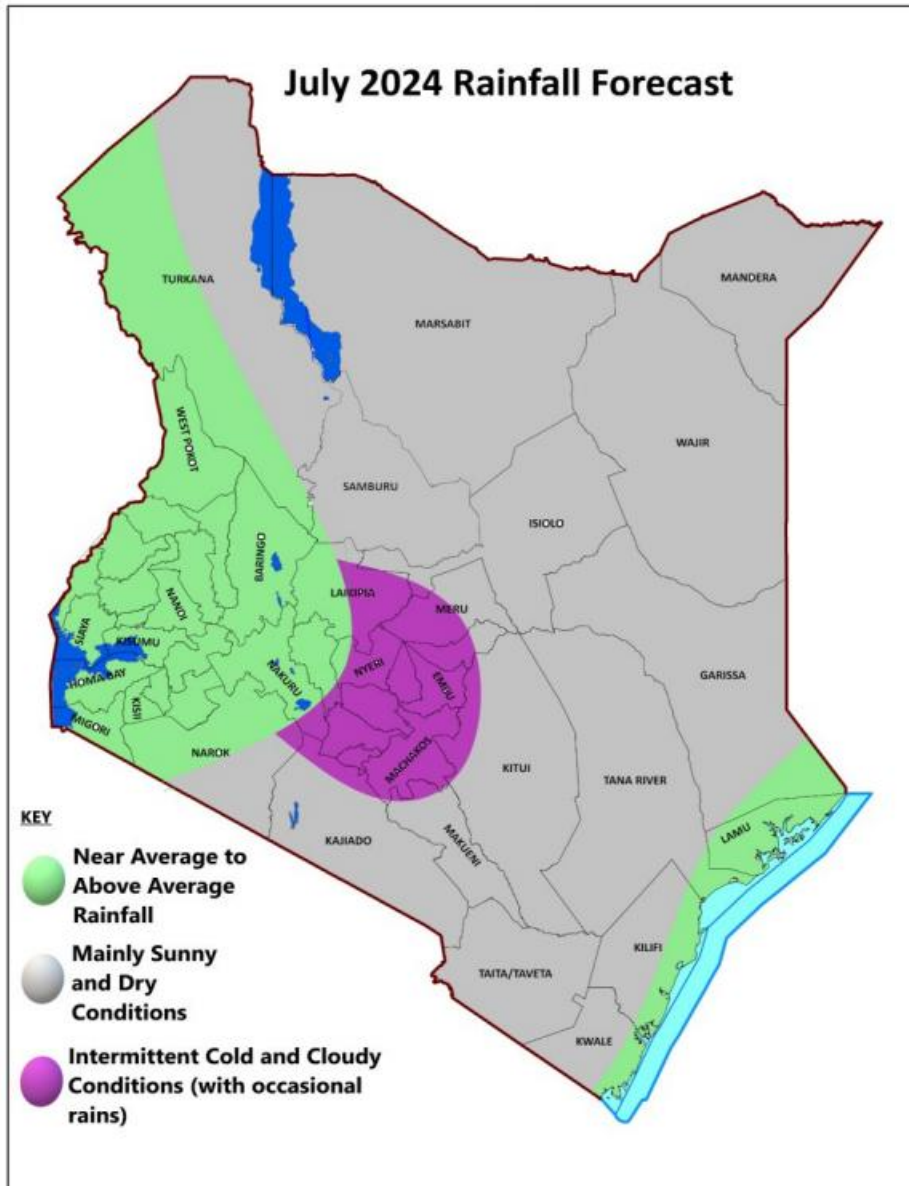 July 2024 Rainfall Forecast
MANDERA
TURKANA
MARSABIT
WEST POKOT
WAJIR
SAMBURU
ISIOLO
BARINGO
LAIKIPIA
MERU
NANDI
SIAYA
KISUMU
NYERI
HOMA BAY
NAKURU
EMBU
GARISSA
KISII
MIGORI
NAROK
MACHAKOS
KITUI
TANA RIVER
KAJIADO
MAKUENI
LAMU
KILIFI
TAITA/TAVETA
KWALE
KEY
Near Average to
Above Average
Rainfall
Mainly Sunny
and Dry
Conditions
Intermittent Cold and Cloudy
Conditions (with occasional
rains)